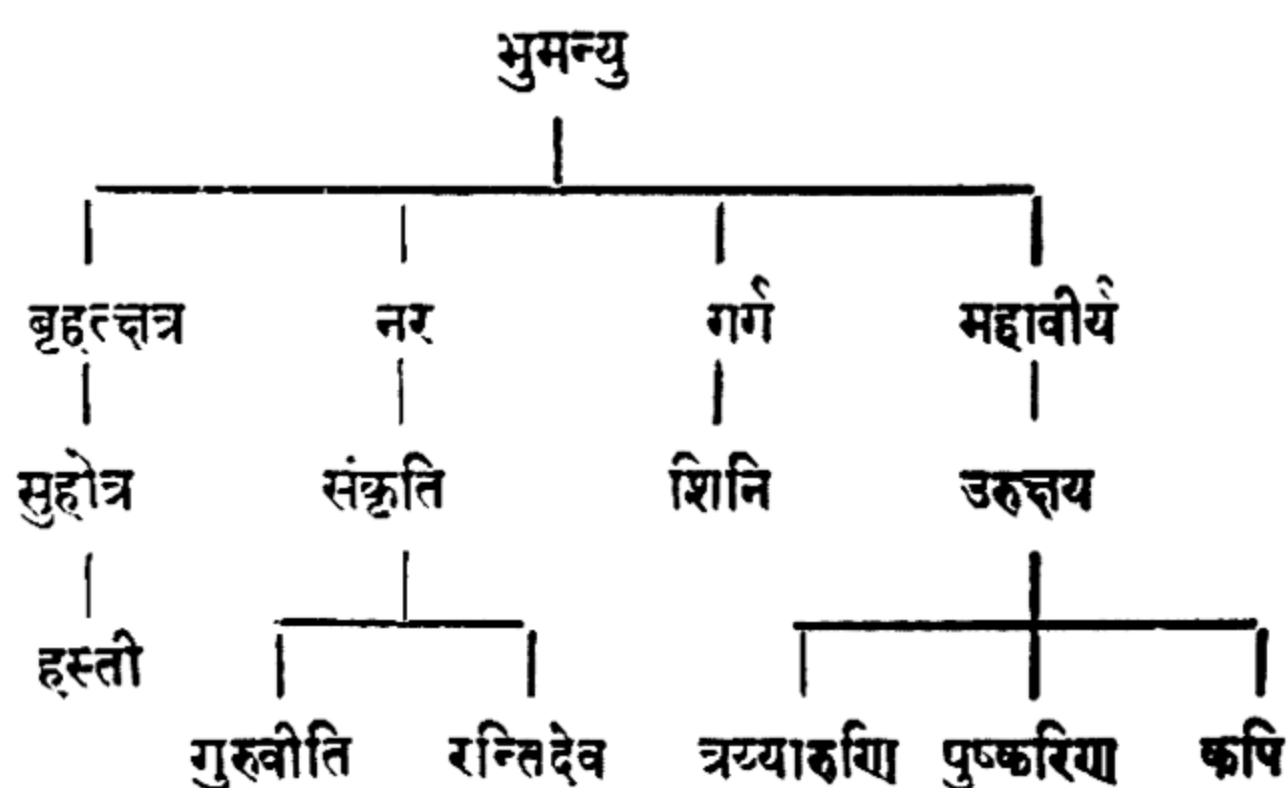 भुमन्यु
बृहत्क्षत्र नर गर्ग महावीर्य
सुहोत्र संकृति शिनि उरुक्षय
हस्ती
गुरुवीति रन्तिदेव त्रय्यारुणि पुष्करिण कपि